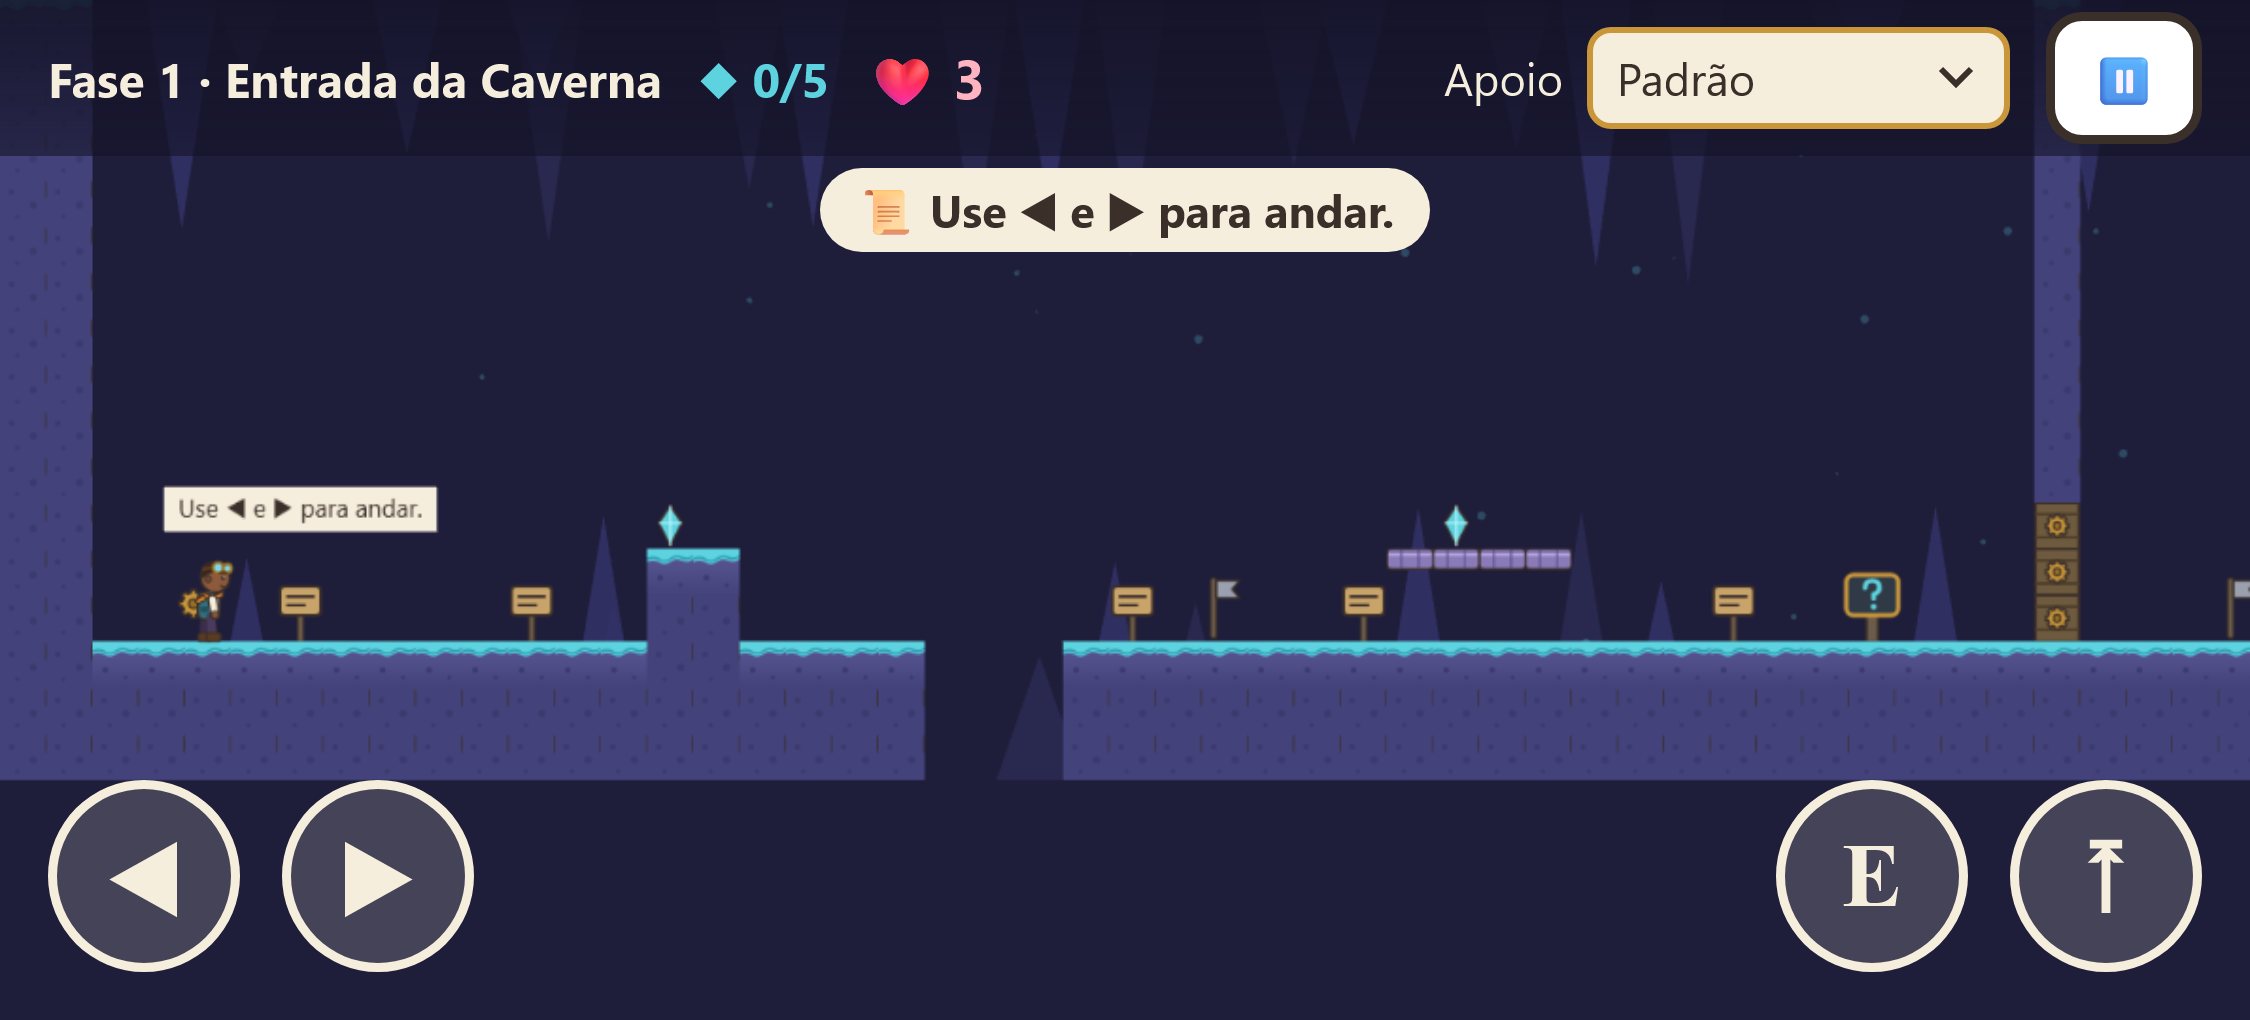 Fase 1 · Entrada da Caverna ◆ 0/5 ❤ 3
Apoio Padrão
Use ◀ e ▶ para andar.
Use ◀ e ▶ para andar.
?
E